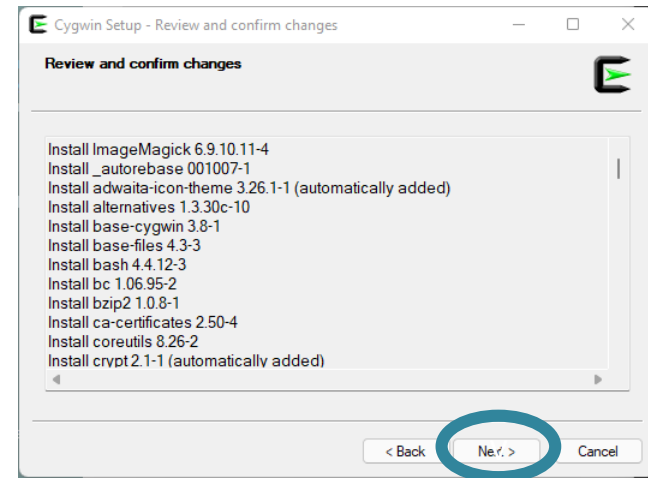 Cygwin Setup - Review and confirm changes
Review and confirm changes
Install ImageMagick 6.9.10.11-4
Install _autorebase 001007-1
Install adwaita-icon-theme 3.26.1-1 (automatically added)
Install alternatives 1.3.30c-10
Install base-cygwin 3.8-1
Install base-files 4.3-3
Install bash 4.4.12-3
Install bc 1.06.95-2
Install bzip2 1.0.8-1
Install ca-certificates 2.50-4
Install coreutils 8.26-2
Install crypt 2.1-1 (automatically added)
< Back Next > Cancel